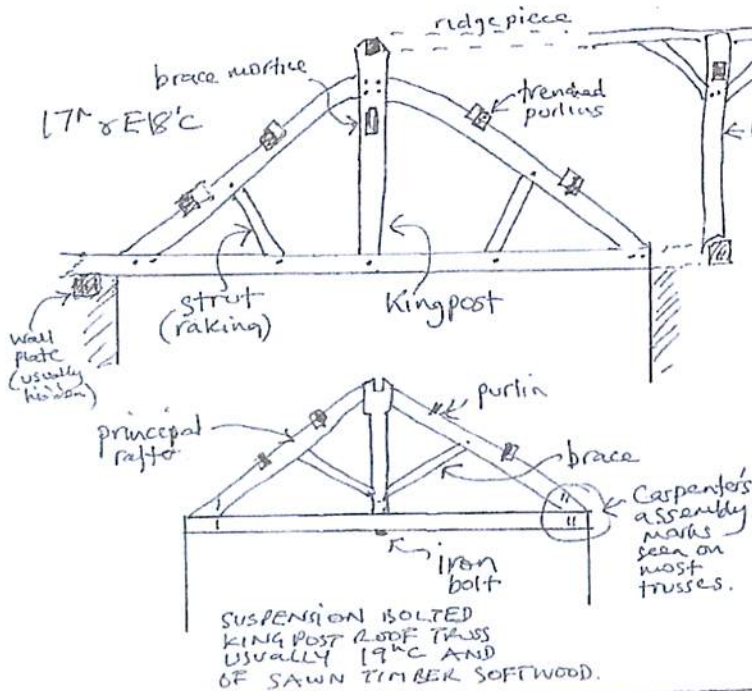 ridgepiece
brace mortice
17th & E18th C
trenched
purlins
strut
(raking)
Kingpost
wall
plate
(usually
hidden)
principal
rafter
purlin
brace
iron
bolt
Carpenter's
assembly
marks
seen on
most
trusses.
SUSPENSION BOLTED
KING POST ROOF TRUSS
USUALLY 19thC AND
OF SAWN TIMBER SOFTWOOD.